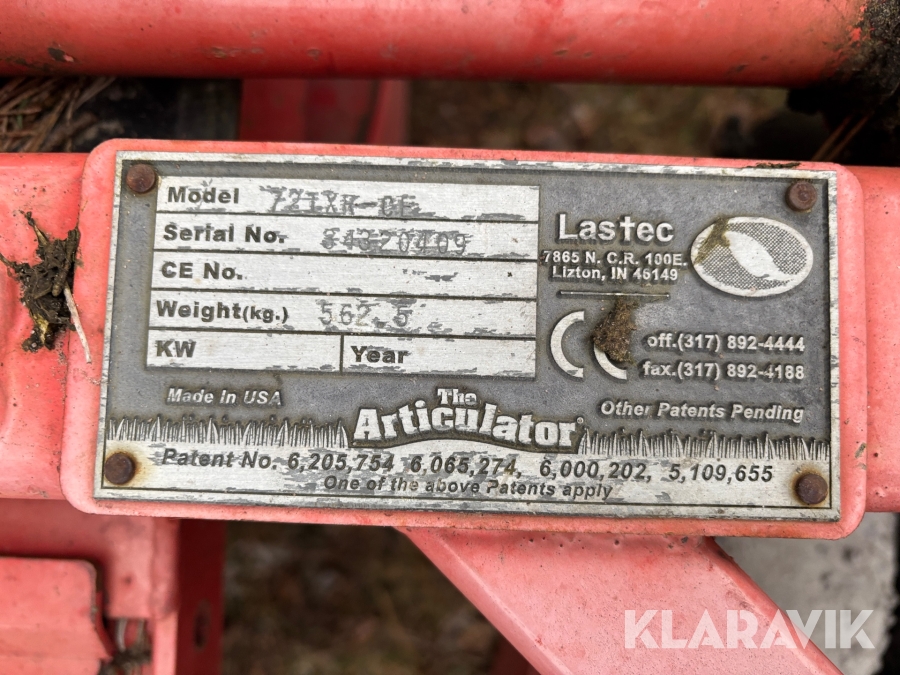 Model 721XR-CE
Serial No. 34320409
CE No.
Weight(kg.) 562.5
KW Year
Lastec
7865 N. C.R. 100E.
Lizton, IN 46149
CE
off.(317) 892-4444
fax.(317) 892-4188
Made in USA
The
Articulator®
Other Patents Pending
Patent No. 6,205,754, 6,065,274, 6,000,202, 5,109,655
One of the above Patents apply
KLARAVIK